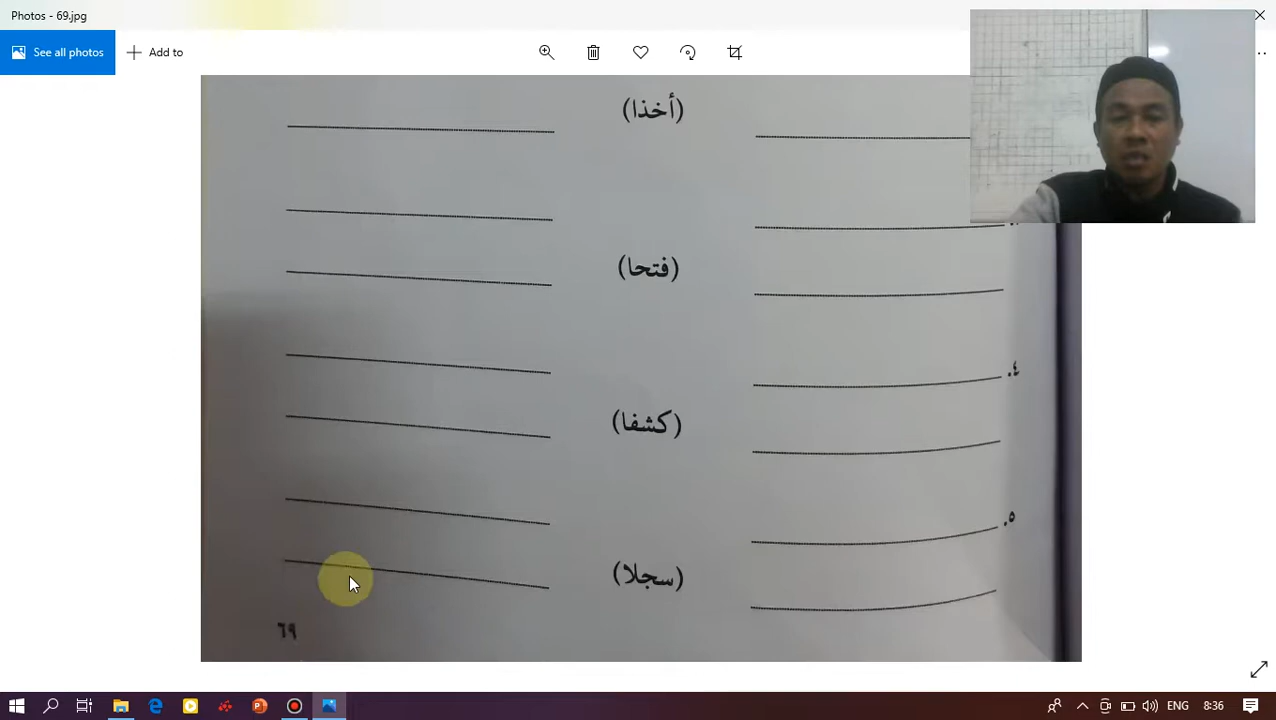 Photos - 69.jpg
See all photos
Add to
(أخذا)
(فتحا)
٤.
(كشفا)
٥.
(سجلا)
٦٩
ENG
8:36